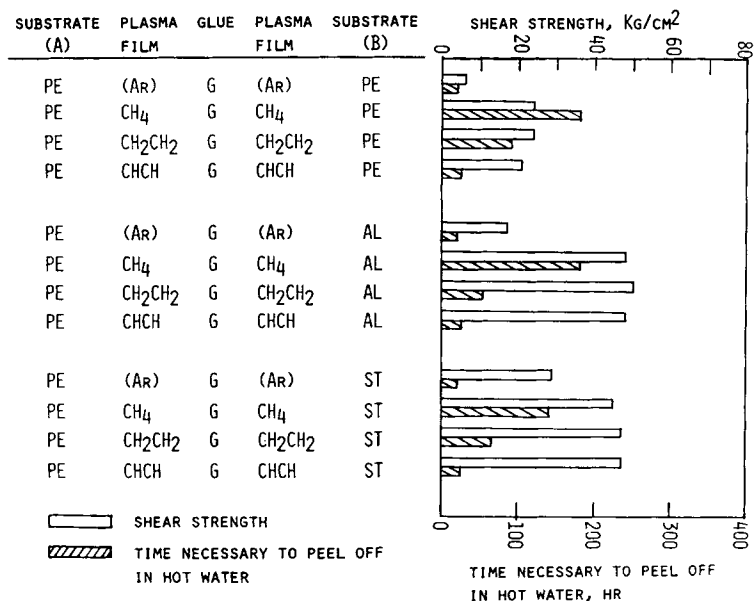 SUBSTRATE PLASMA GLUE PLASMA SUBSTRATE
(A) FILM FILM (B)
SHEAR STRENGTH, KG/CM2
0 20 40 60 80
PE (AR) G (AR) PE
PE CH4 G CH4 PE
PE CH2CH2 G CH2CH2 PE
PE CHCH G CHCH PE
PE (AR) G (AR) AL
PE CH4 G CH4 AL
PE CH2CH2 G CH2CH2 AL
PE CHCH G CHCH AL
PE (AR) G (AR) ST
PE CH4 G CH4 ST
PE CH2CH2 G CH2CH2 ST
PE CHCH G CHCH ST
SHEAR STRENGTH
TIME NECESSARY TO PEEL OFF
IN HOT WATER
0 100 200 300 400
TIME NECESSARY TO PEEL OFF
IN HOT WATER, HR